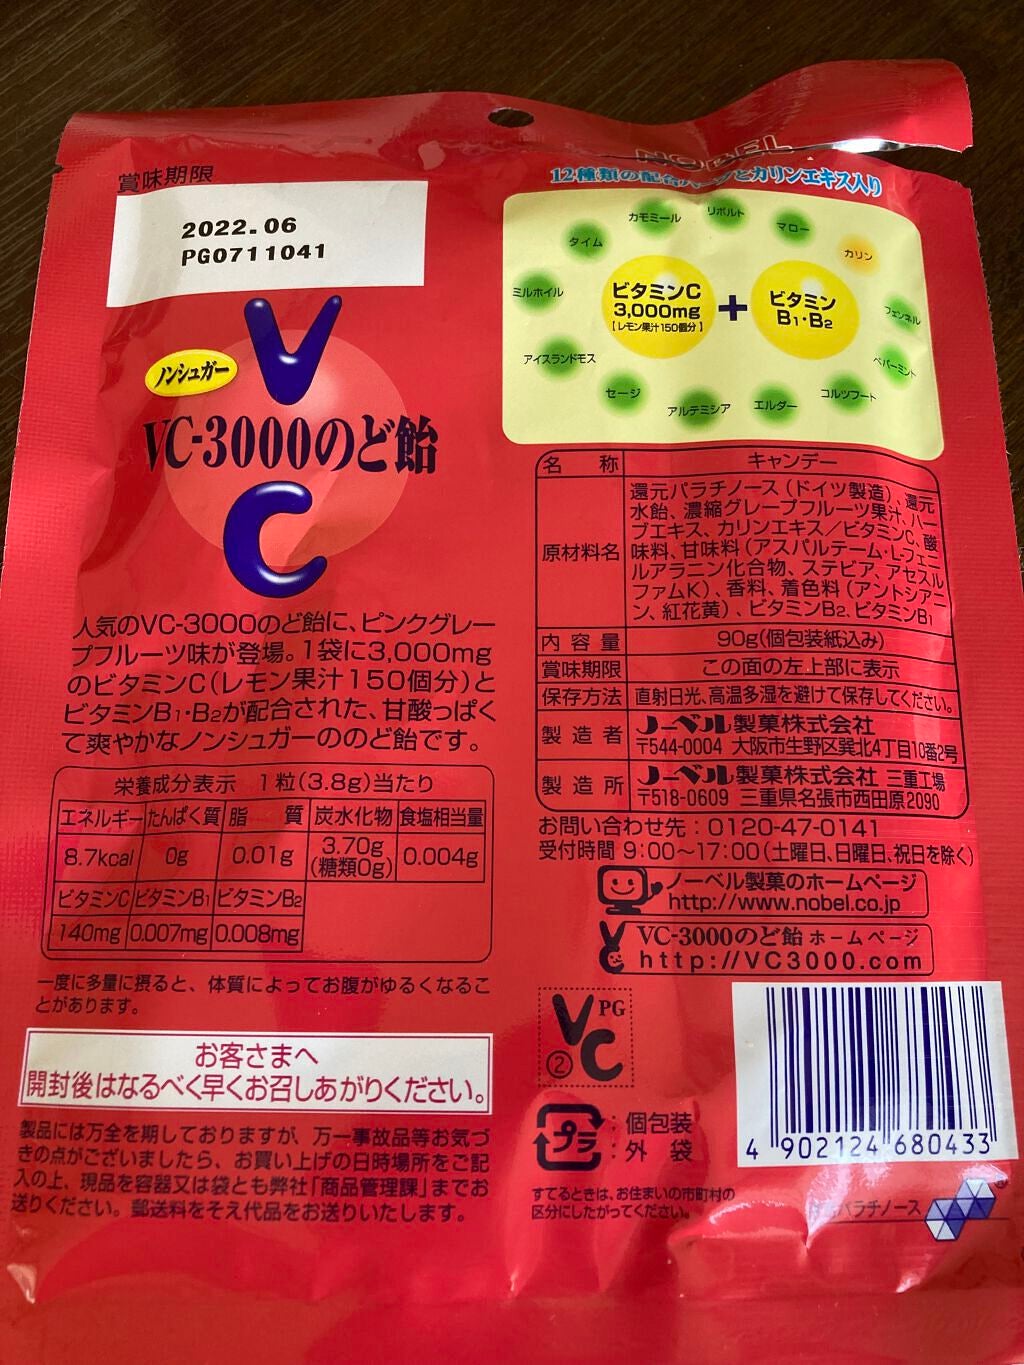 NOBEL
12種類の配合ハーブとカリンエキス入り
賞味期限
2022.06
PG0711041
カモミール
リボルト
マロー
タイム
カリン
ミルホイル
フェンネル
アイスランドモス
ペパーミント
セージ
アルテミシア
エルダー
コルツフート
ビタミンC
3,000mg
【レモン果汁150個分】
+
ビタミン
B1・B2
V
ノンシュガー
VC-3000のど飴
C
人気のVC-3000のど飴に、ピンクグレー
プフルーツ味が登場。1袋に3,000mg
のビタミンC(レモン果汁150個分)と
ビタミンB1・B2が配合された、甘酸っぱく
て爽やかなノンシュガーののど飴です。
栄養成分表示 1粒(3.8g)当たり
エネルギー たんぱく質 脂質 炭水化物 食塩相当量
8.7kcal 0g 0.01g 3.70g (糖類0g) 0.004g
ビタミンC ビタミンB1 ビタミンB2
140mg 0.007mg 0.008mg
一度に多量に摂ると、体質によってお腹がゆるくなるこ
とがあります。
お客さまへ
開封後はなるべく早くお召しあがりください。
製品には万全を期しておりますが、万一事故品等お気づ
きの点がございましたら、お買い上げの日時場所をご記
入の上、現品を容器又は袋とも弊社「商品管理課」までお
送りください。郵送料をそえ代品をお送りいたします。
名称 キャンデー
原材料名 還元パラチノース(ドイツ製造)、還元
水飴、濃縮グレープフルーツ果汁、ハー
ブエキス、カリンエキス/ビタミンC、酸
味料、甘味料(アスパルテーム・L-フェニ
ルアラニン化合物、ステビア、アセスル
ファムK)、香料、着色料(アントシアニ
ン、紅花黄)、ビタミンB2、ビタミンB1
内容量 90g(個包装紙込み)
賞味期限 この面の左上部に表示
保存方法 直射日光、高温多湿を避けて保存してください。
製造者 ノーベル製菓株式会社
〒544-0004 大阪市生野区巽北4丁目10番2号
製造所 ノーベル製菓株式会社 三重工場
〒518-0609 三重県名張市西田原2090
お問い合わせ先:0120-47-0141
受付時間 9:00〜17:00(土曜日、日曜日、祝日を除く)
ノーベル製菓のホームページ
http://www.nobel.co.jp
VC-3000のど飴 ホームページ
http://VC3000.com
PG
VC
②
プラ
:個包装
:外袋
すてるときは、お住まいの市町村の
区分にしたがってください。
4 902124 680433
パラチノース